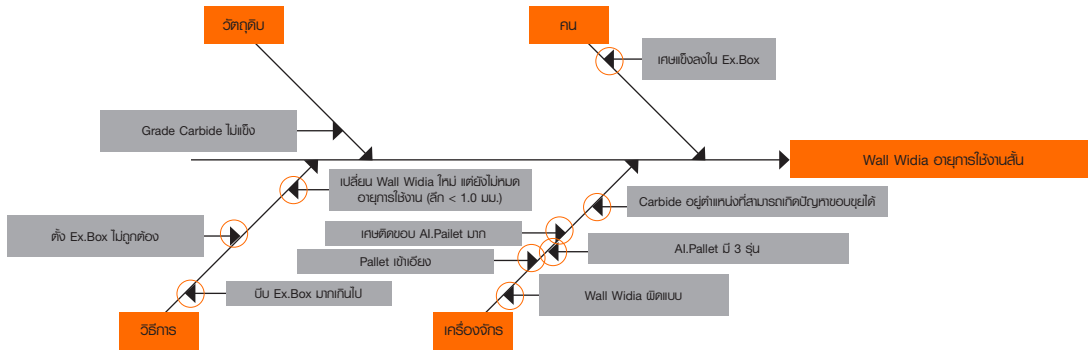 วัตถุดิบ
คน
เศษแข็งลงใน Ex.Box
Grade Carbide ไม่แข็ง
Wall Widia อายุการใช้งานสั้น
เปลี่ยน Wall Widia ใหม่ แต่ยังไม่หมด
อายุการใช้งาน (ลึก < 1.0 มม.)
Carbide อยู่ตำแหน่งที่สามารถเกิดปัญหาขอบขุยได้
ตั้ง Ex.Box ไม่ถูกต้อง
เศษติดขอบ AI.Pailet มาก
AI.Pallet มี 3 รุ่น
Pallet เข้าเอียง
บีบ Ex.Box มากเกินไป
Wall Widia ผิดแบบ
วิธีการ
เครื่องจักร